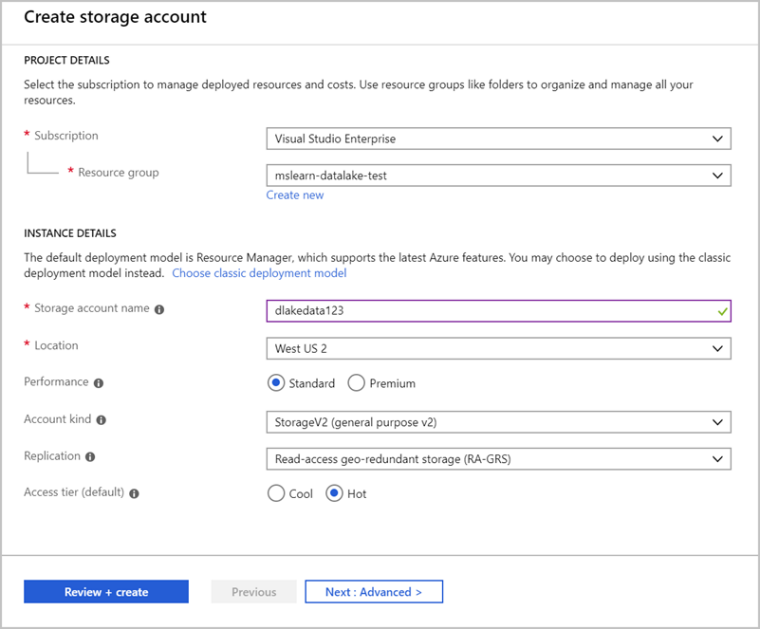 Create storage account
PROJECT DETAILS
Select the subscription to manage deployed resources and costs. Use resource groups like folders to organize and manage all your
resources.
* Subscription
Visual Studio Enterprise
* Resource group
mslearn-datalake-test
Create new
INSTANCE DETAILS
The default deployment model is Resource Manager, which supports the latest Azure features. You may choose to deploy using the classic
deployment model instead. Choose classic deployment model
* Storage account name
dlakedata123
* Location
West US 2
Performance
Standard Premium
Account kind
StorageV2 (general purpose v2)
Replication
Read-access geo-redundant storage (RA-GRS)
Access tier (default)
Cool Hot
Review + create Previous Next : Advanced >